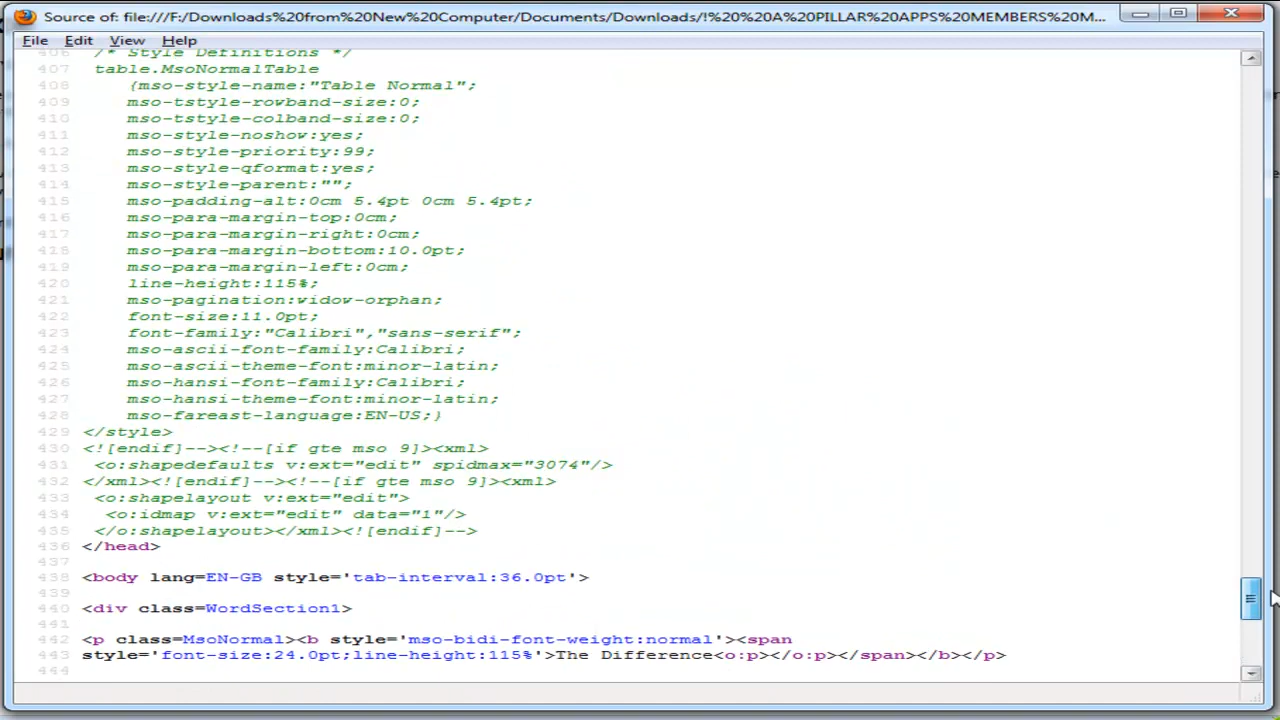 Source of: file:///F:/Downloads%20from%20New%20Computer/Documents/Downloads/!%20%20A%20PILLAR%20APPS%20MEMBERS%20M...
File Edit View Help
406 /* Style Definitions */
407 table.MsoNormalTable
408 {mso-style-name:"Table Normal";
409 mso-tstyle-rowband-size:0;
410 mso-tstyle-colband-size:0;
411 mso-style-noshow:yes;
412 mso-style-priority:99;
413 mso-style-qformat:yes;
414 mso-style-parent:"";
415 mso-padding-alt:0cm 5.4pt 0cm 5.4pt;
416 mso-para-margin-top:0cm;
417 mso-para-margin-right:0cm;
418 mso-para-margin-bottom:10.0pt;
419 mso-para-margin-left:0cm;
420 line-height:115%;
421 mso-pagination:widow-orphan;
422 font-size:11.0pt;
423 font-family:"Calibri","sans-serif";
424 mso-ascii-font-family:Calibri;
425 mso-ascii-theme-font:minor-latin;
426 mso-hansi-font-family:Calibri;
427 mso-hansi-theme-font:minor-latin;
428 mso-fareast-language:EN-US;}
429 </style>
430 <![endif]--><!--[if gte mso 9]><xml>
431 <o:shapedefaults v:ext="edit" spidmax="3074"/>
432 </xml><![endif]--><!--[if gte mso 9]><xml>
433 <o:shapelayout v:ext="edit">
434 <o:idmap v:ext="edit" data="1"/>
435 </o:shapelayout></xml><![endif]-->
436 </head>
437
438 <body lang=EN-GB style='tab-interval:36.0pt'>
439
440 <div class=WordSection1>
441
442 <p class=MsoNormal><b style='mso-bidi-font-weight:normal'><span
443 style='font-size:24.0pt;line-height:115%'>The Difference<o:p></o:p></span></b></p>
444